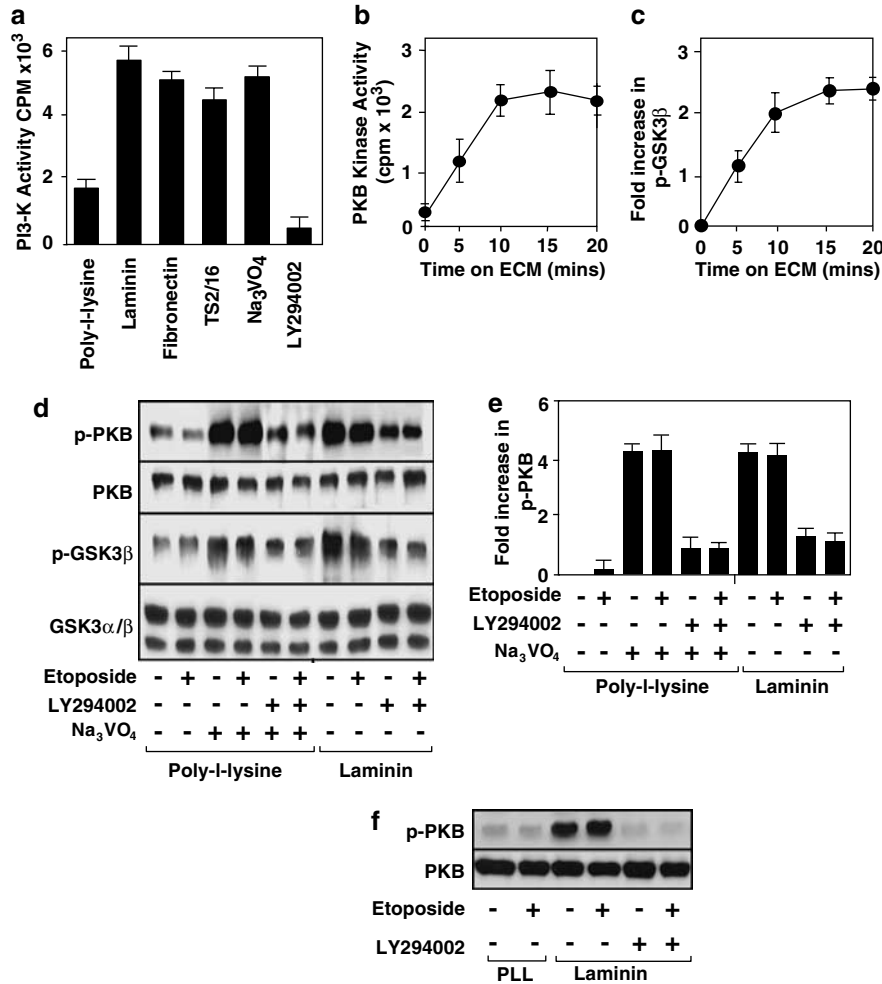 a
PI3-K Activity CPM x10³
6
4
2
0
Poly-l-lysine
Laminin
Fibronectin
TS2/16
Na₃VO₄
LY294002
b
PKB Kinase Activity
(cpm x 10³)
3
2
1
0
0 5 10 15 20
Time on ECM (mins)
c
Fold increase in
p-GSK3β
3
2
1
0
0 5 10 15 20
Time on ECM (mins)
d
p-PKB
PKB
p-GSK3β
GSK3α/β
Etoposide - + - + - + - + - +
LY294002 - - - - + + - - + +
Na₃VO₄ - - + + + + - - - -
Poly-l-lysine Laminin
e
Fold increase in
p-PKB
6
4
2
0
Etoposide - + - + - + - + - +
LY294002 - - - - + + - - + +
Na₃VO₄ - - + + + + - - - -
Poly-l-lysine Laminin
f
p-PKB
PKB
Etoposide - + - + - +
LY294002 - - - - + +
PLL Laminin